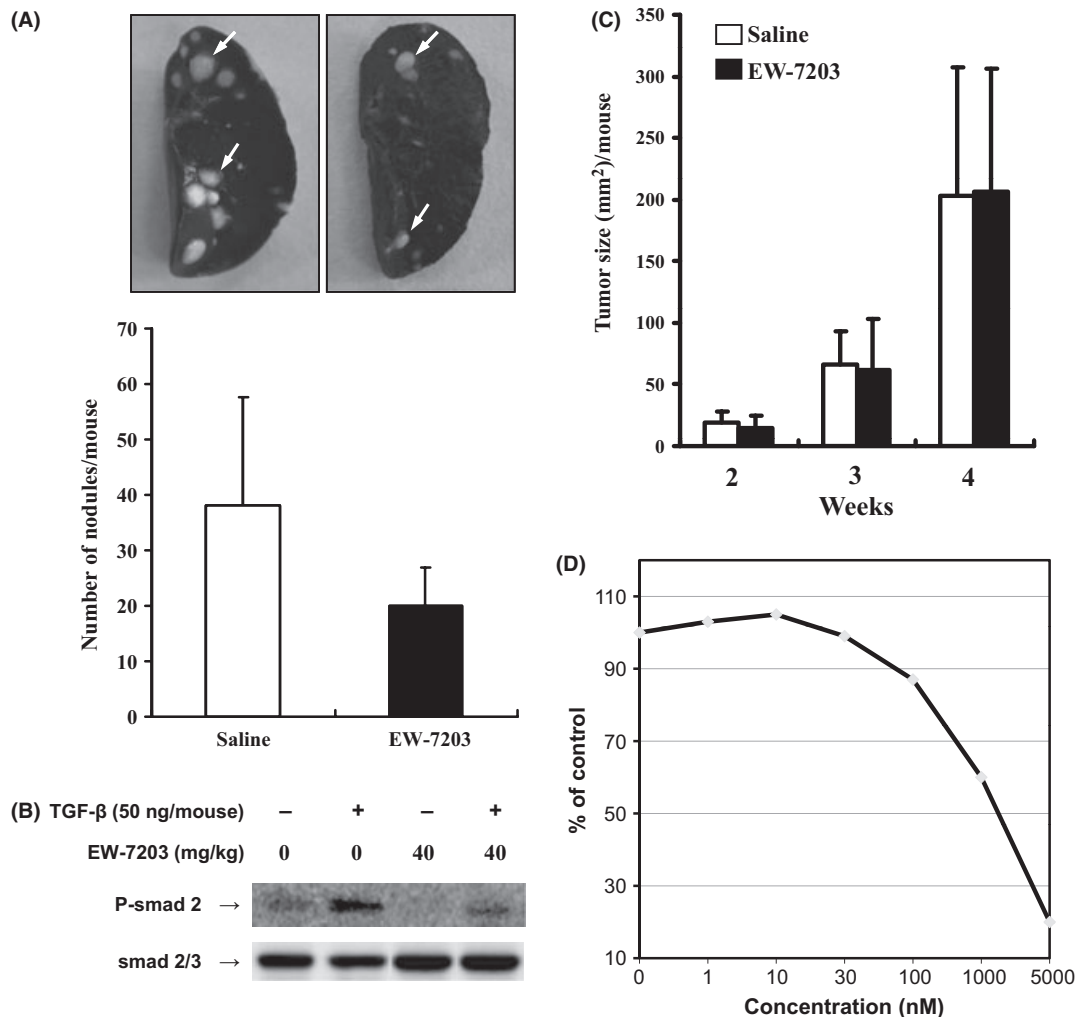 (A)
70
60
50
40
30
20
10
0
Number of nodules/mouse
Saline
EW-7203
(B) TGF-β (50 ng/mouse) – + – +
EW-7203 (mg/kg) 0 0 40 40
P-smad 2 →
smad 2/3 →
(C)
350
300
250
200
150
100
50
0
Tumor size (mm²)/mouse
Saline
EW-7203
2 3 4
Weeks
(D)
110
90
70
50
30
10
% of control
0 1 10 30 100 1000 5000
Concentration (nM)